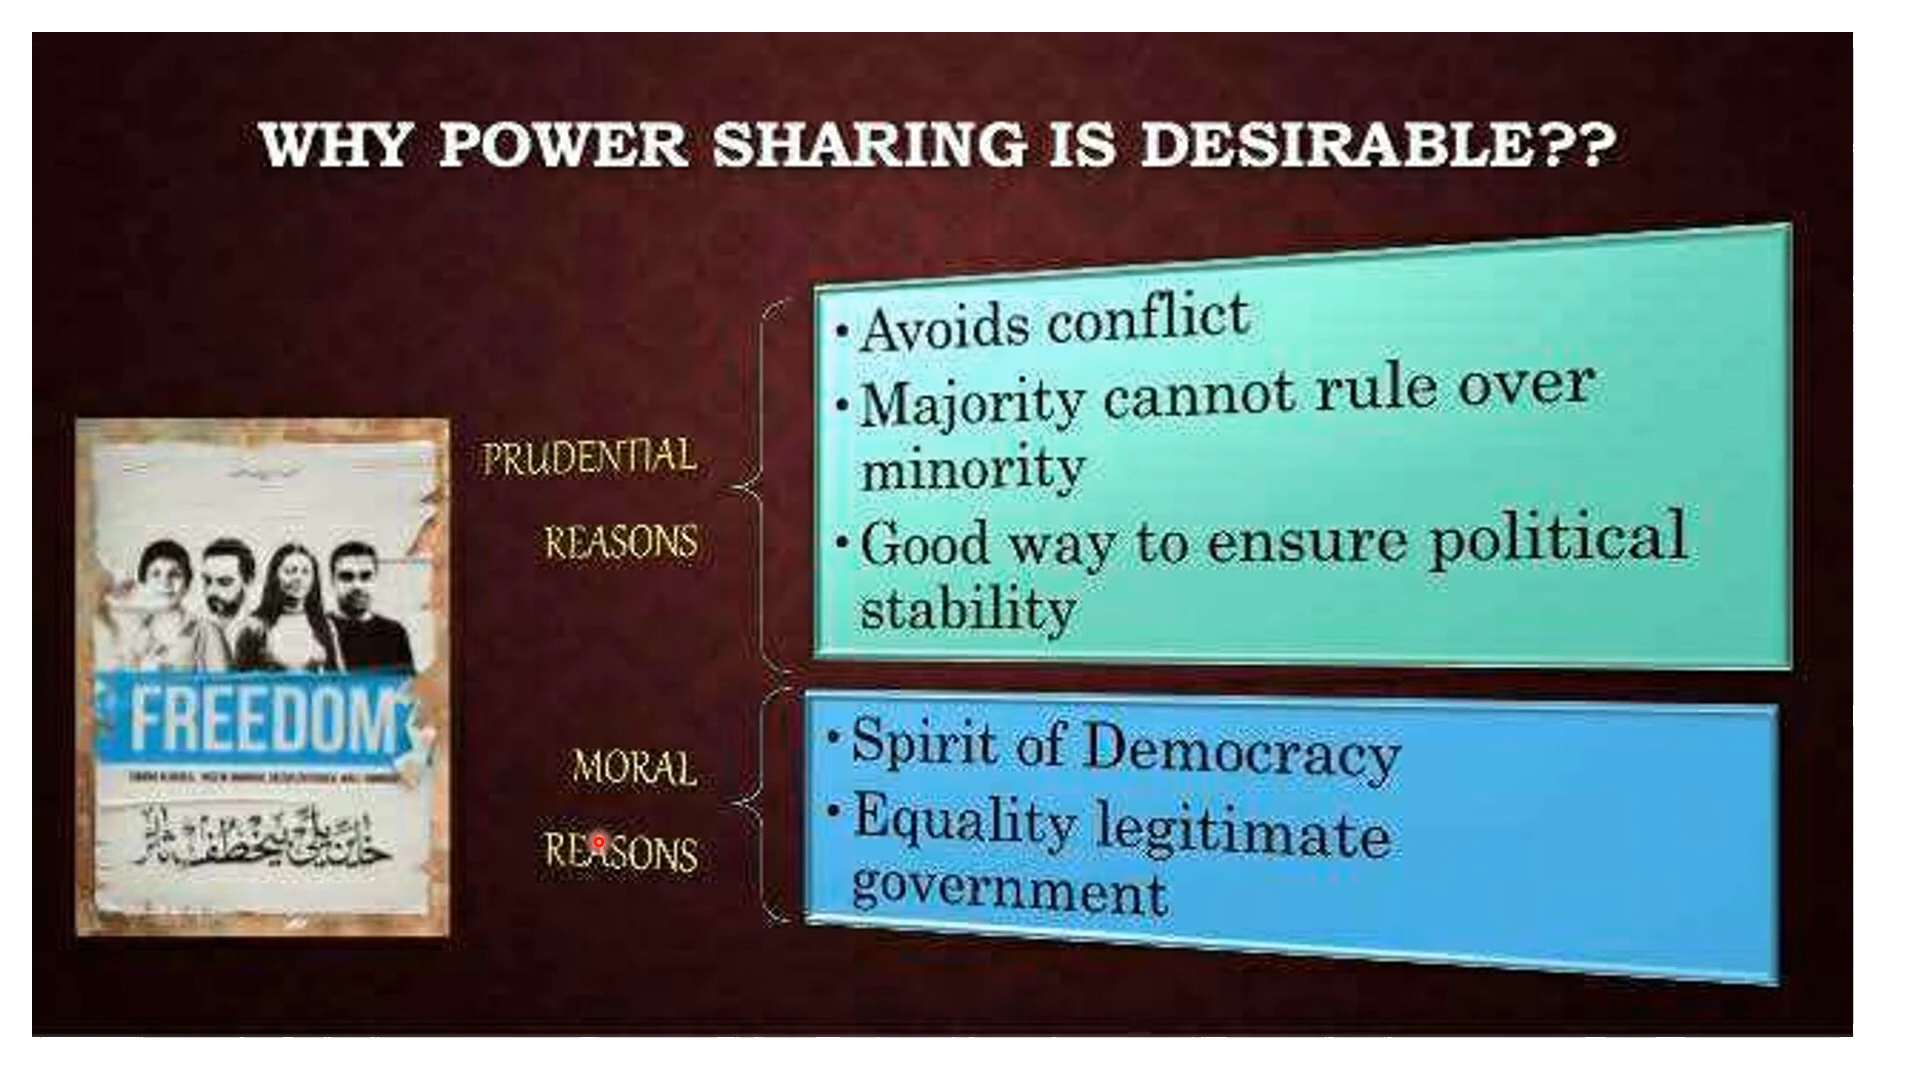 WHY POWER SHARING IS DESIRABLE??
PRUDENTIAL
REASONS
• Avoids conflict
• Majority cannot rule over
minority
• Good way to ensure political
stability
FREEDOM
MORAL
REASONS
• Spirit of Democracy
• Equality legitimate
government